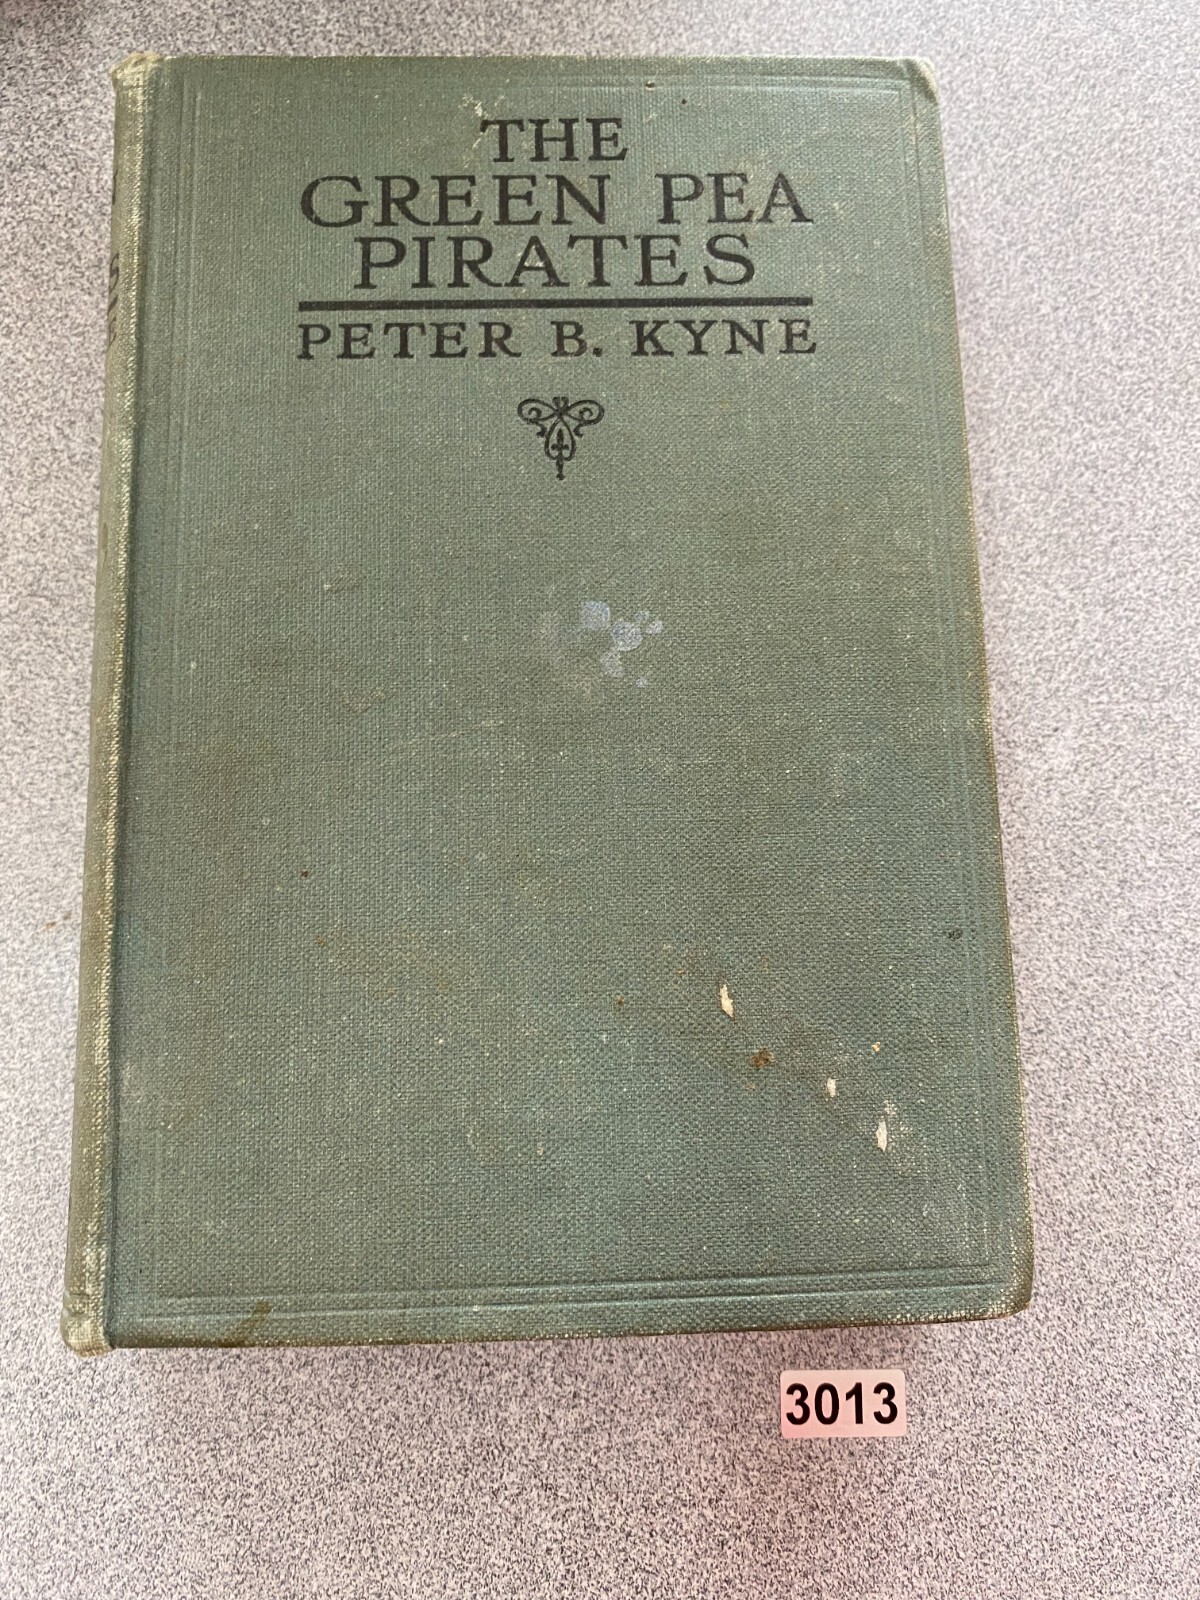 THE
GREEN PEA
PIRATES
PETER B. KYNE
3013